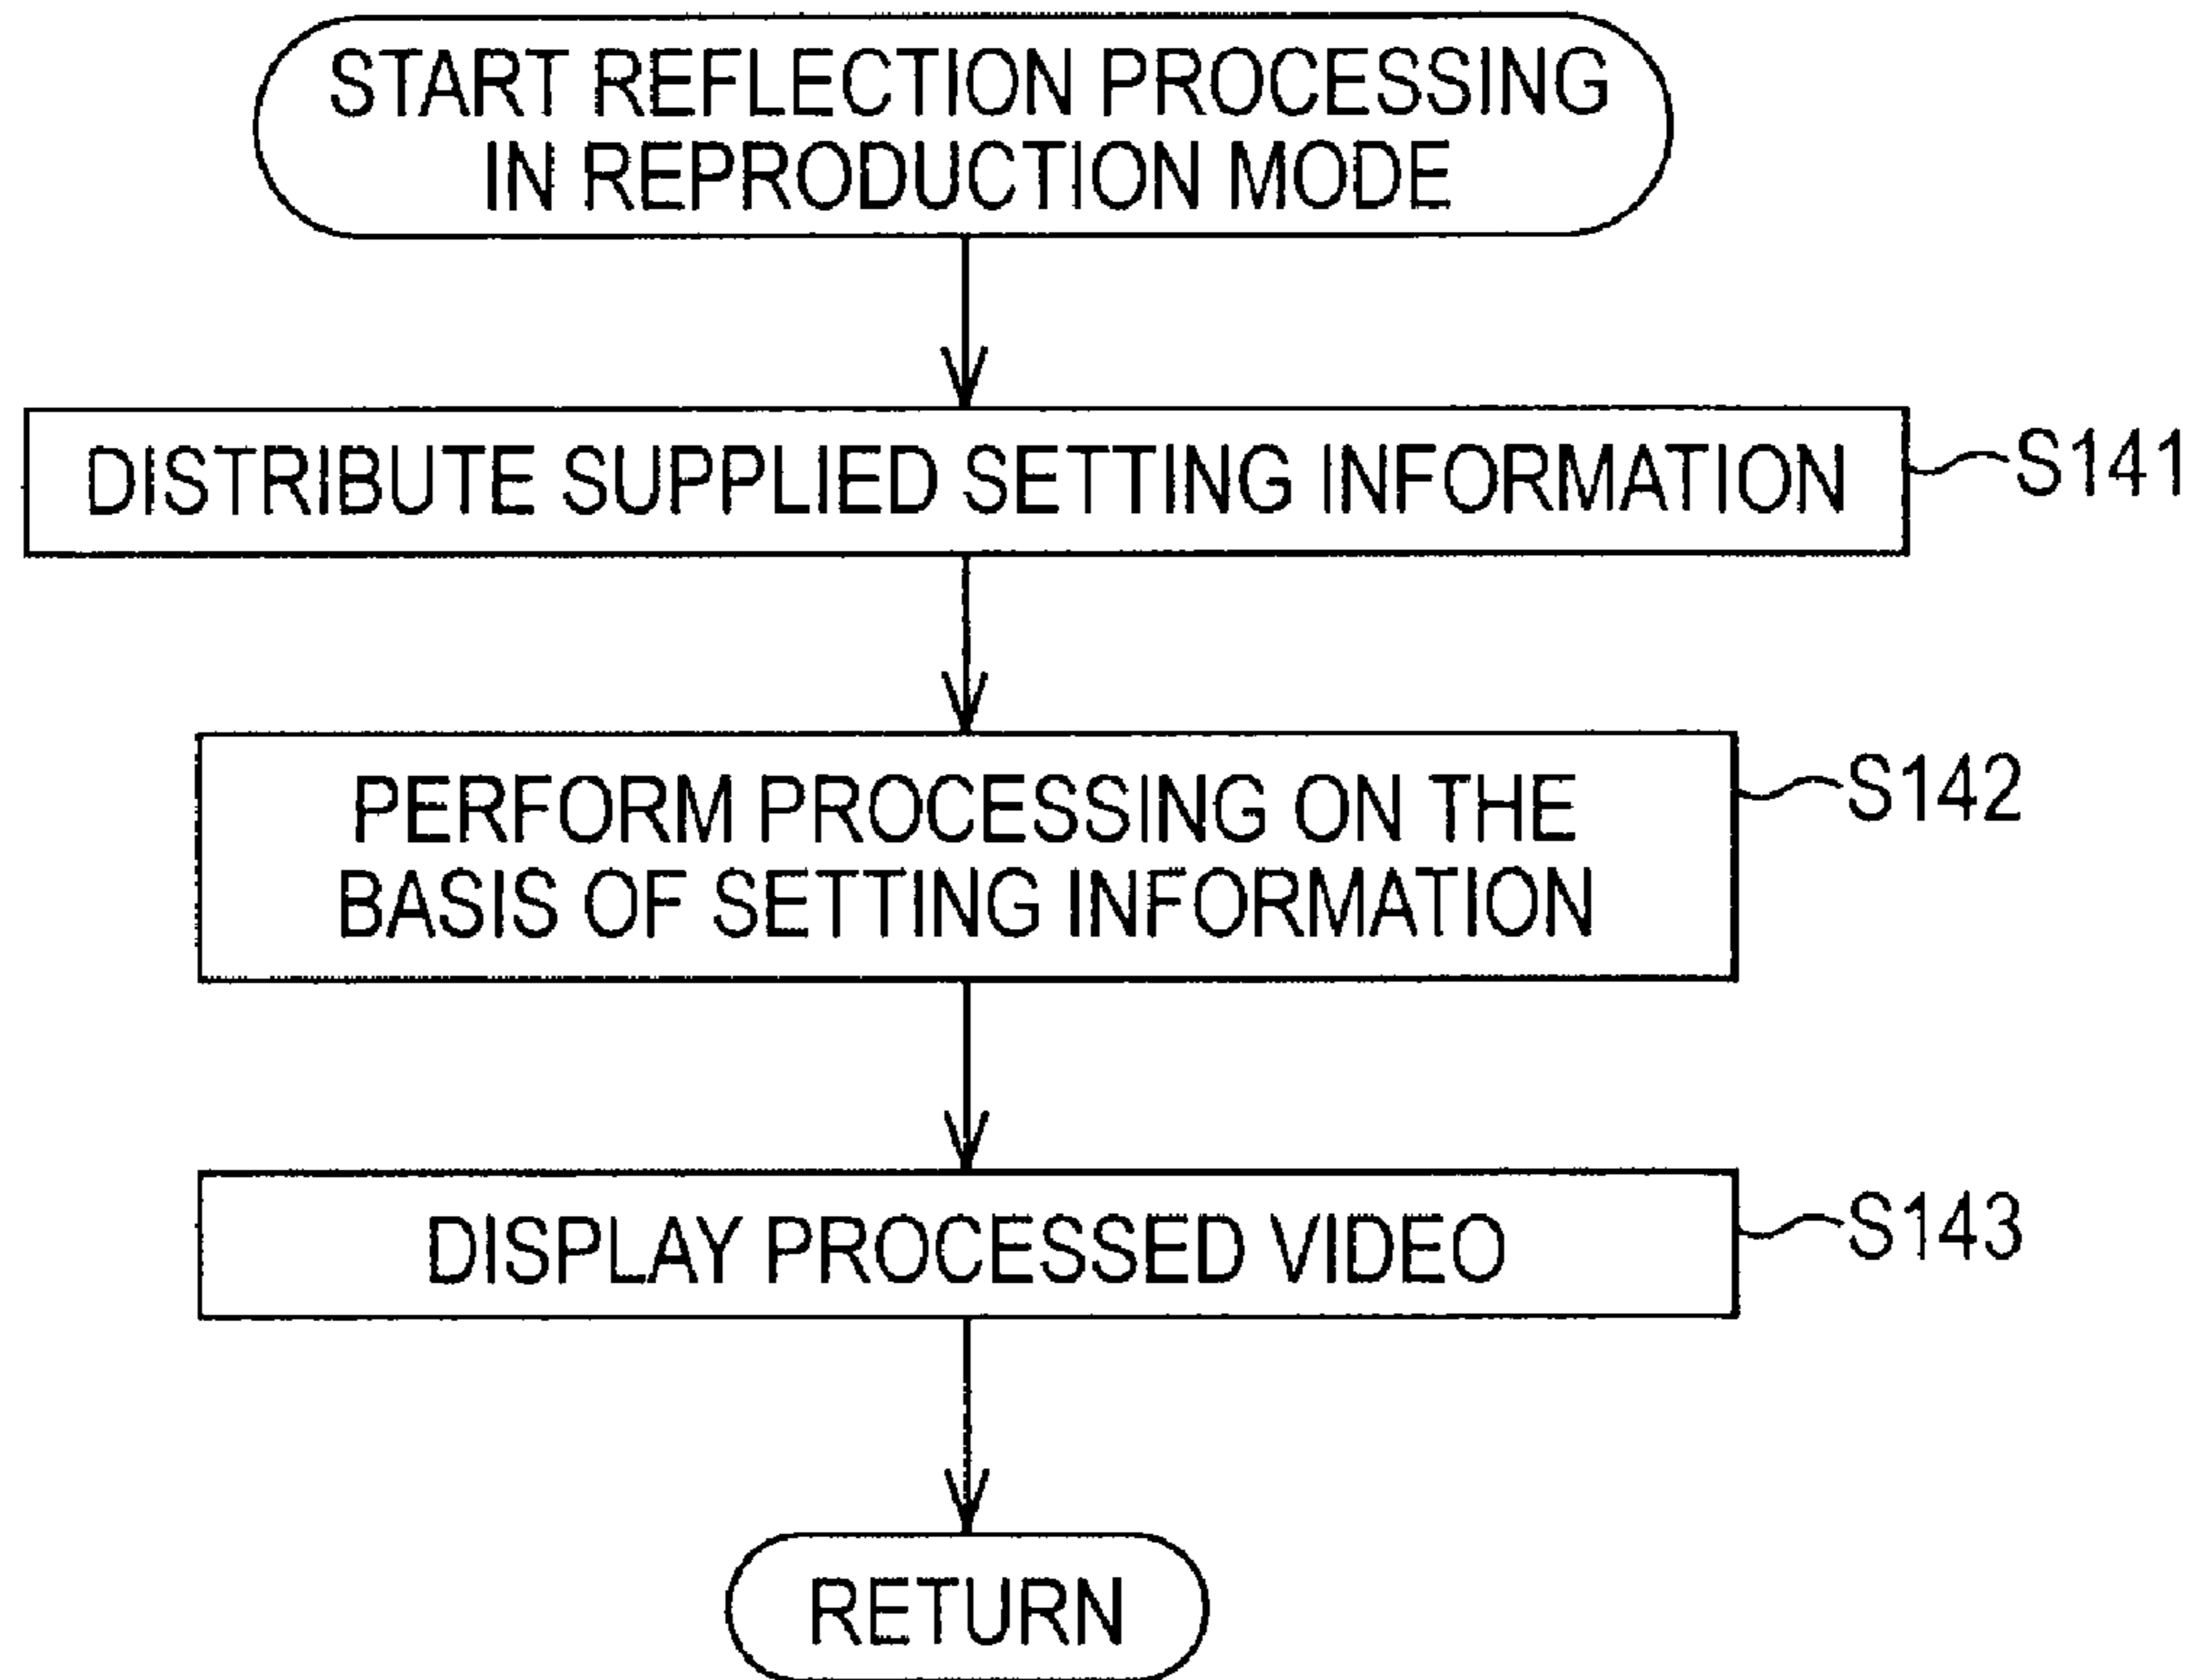 START REFLECTION PROCESSING
IN REPRODUCTION MODE
DISTRIBUTE SUPPLIED SETTING INFORMATION
S141
PERFORM PROCESSING ON THE
BASIS OF SETTING INFORMATION
S142
DISPLAY PROCESSED VIDEO
S143
RETURN